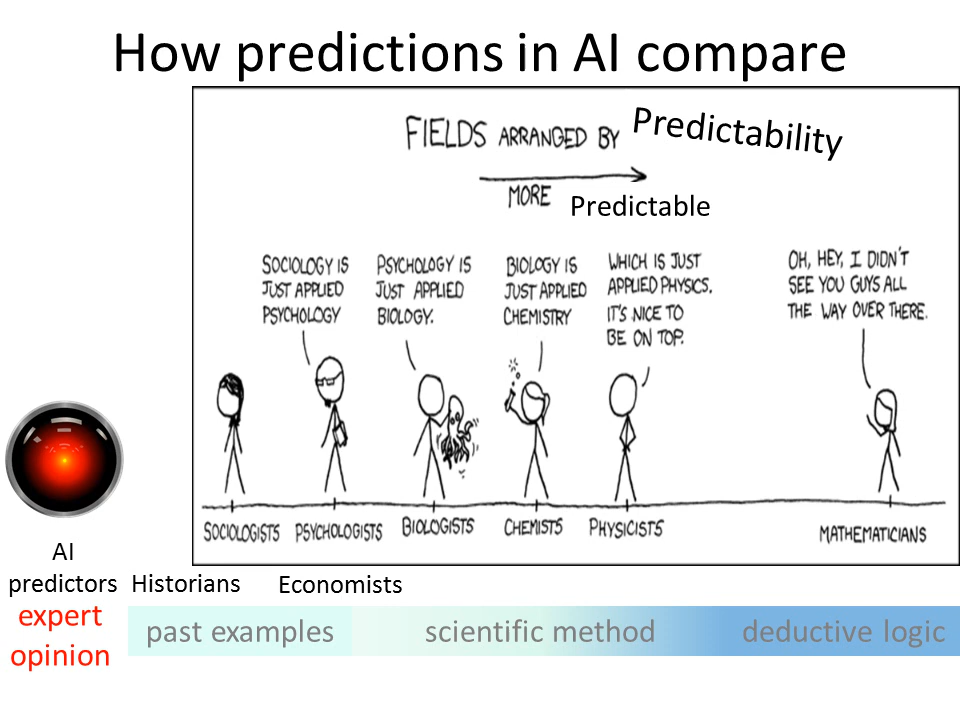 How predictions in AI compare
FIELDS ARRANGED BY Predictability
MORE Predictable
SOCIOLOGY IS
JUST APPLIED
PSYCHOLOGY
PSYCHOLOGY IS
JUST APPLIED
BIOLOGY.
BIOLOGY IS
JUST APPLIED
CHEMISTRY
WHICH IS JUST
APPLIED PHYSICS.
IT'S NICE TO
BE ON TOP.
OH, HEY, I DIDN'T
SEE YOU GUYS ALL
THE WAY OVER THERE.
SOCIOLOGISTS PSYCHOLOGISTS BIOLOGISTS CHEMISTS PHYSICISTS MATHEMATICIANS
AI
predictors Historians Economists
expert
opinion
past examples scientific method deductive logic